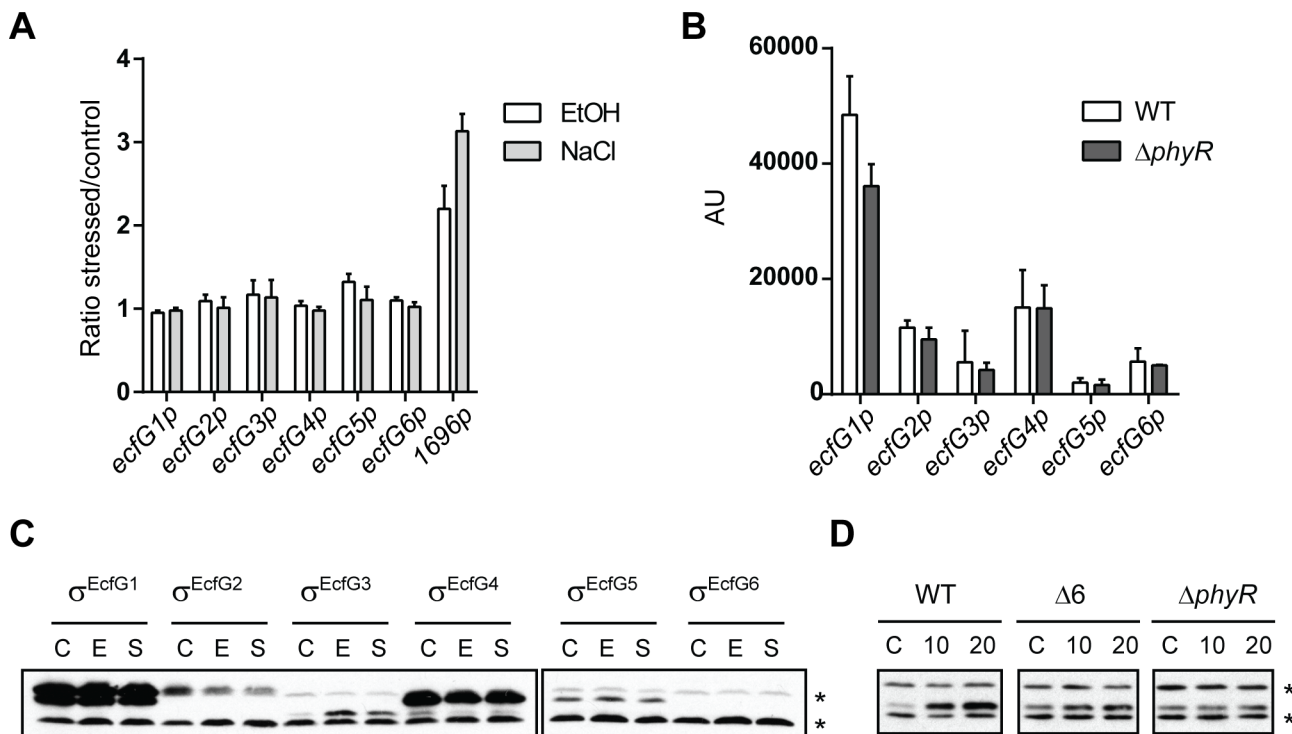 A
Ratio stressed/control
4
3
2
1
0
EtOH
NaCl
ecfG1p
ecfG2p
ecfG3p
ecfG4p
ecfG5p
ecfG6p
1696p
B
AU
60000
40000
20000
0
WT
ΔphyR
ecfG1p
ecfG2p
ecfG3p
ecfG4p
ecfG5p
ecfG6p
C
σEcfG1 σEcfG2 σEcfG3 σEcfG4 σEcfG5 σEcfG6
C E S C E S C E S C E S C E S C E S
*
*
D
WT Δ6 ΔphyR
C 10 20 C 10 20 C 10 20
*
*